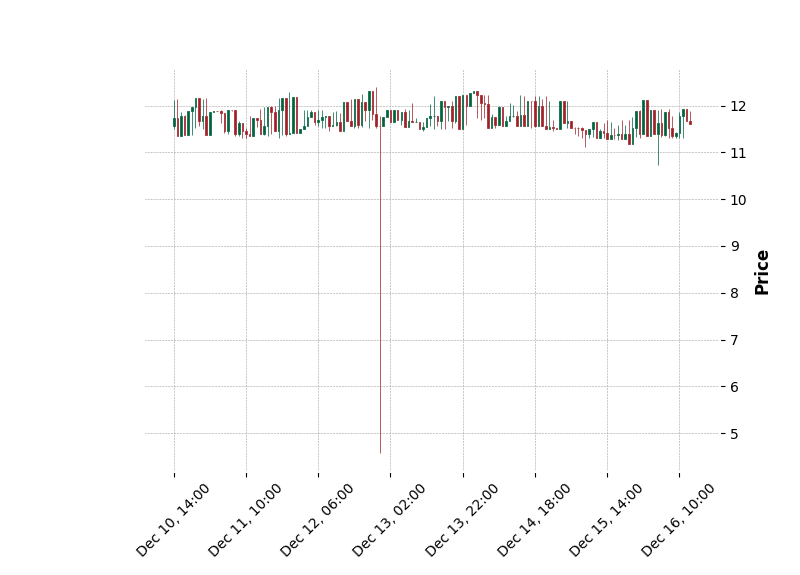 12
11
10
9
8
7
6
5
Price
Dec 10, 14:00
Dec 11, 10:00
Dec 12, 06:00
Dec 13, 02:00
Dec 13, 22:00
Dec 14, 18:00
Dec 15, 14:00
Dec 16, 10:00